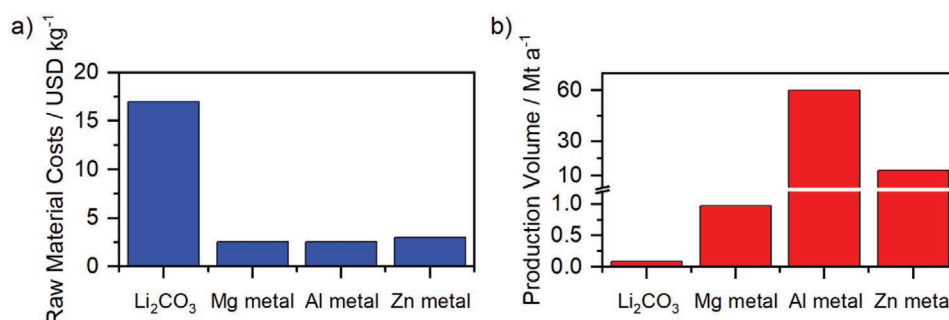 a)
Raw Material Costs / USD kg⁻¹
20
15
10
5
0
Li₂CO₃ Mg metal Al metal Zn metal
b)
Production Volume / Mt a⁻¹
60
30
10
1.0
0.5
0.0
Li₂CO₃ Mg metal Al metal Zn metal